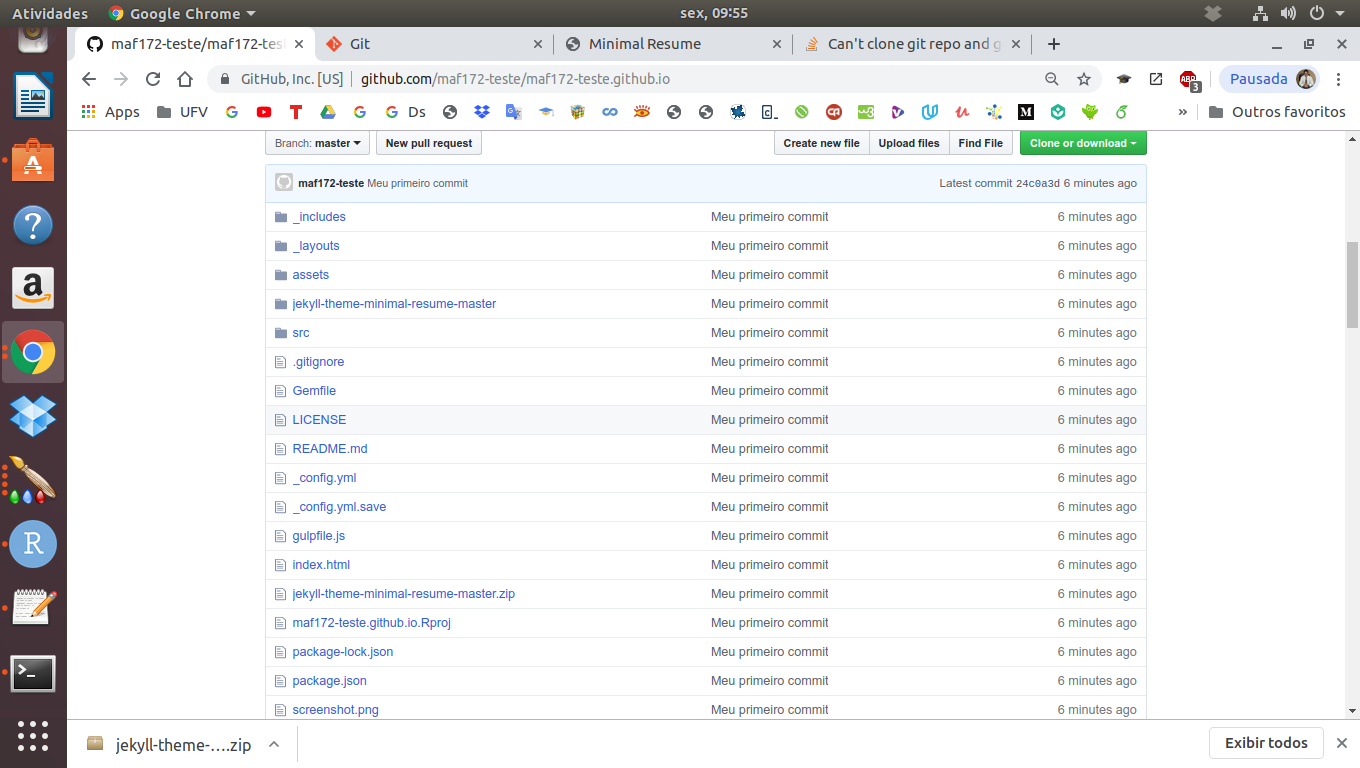 Atividades Google Chrome sex, 09:55
maf172-teste/maf172-tes Git Minimal Resume Can't clone git repo and g
GitHub, Inc. [US] github.com/maf172-teste/maf172-teste.github.io Pausada
Apps UFV Ds » Outros favoritos
Branch: master New pull request Create new file Upload files Find File Clone or download
maf172-teste Meu primeiro commit Latest commit 24c0a3d 6 minutes ago
_includes Meu primeiro commit 6 minutes ago
_layouts Meu primeiro commit 6 minutes ago
assets Meu primeiro commit 6 minutes ago
jekyll-theme-minimal-resume-master Meu primeiro commit 6 minutes ago
src Meu primeiro commit 6 minutes ago
.gitignore Meu primeiro commit 6 minutes ago
Gemfile Meu primeiro commit 6 minutes ago
LICENSE Meu primeiro commit 6 minutes ago
README.md Meu primeiro commit 6 minutes ago
_config.yml Meu primeiro commit 6 minutes ago
_config.yml.save Meu primeiro commit 6 minutes ago
gulpfile.js Meu primeiro commit 6 minutes ago
index.html Meu primeiro commit 6 minutes ago
jekyll-theme-minimal-resume-master.zip Meu primeiro commit 6 minutes ago
maf172-teste.github.io.Rproj Meu primeiro commit 6 minutes ago
package-lock.json Meu primeiro commit 6 minutes ago
package.json Meu primeiro commit 6 minutes ago
screenshot.png Meu primeiro commit 6 minutes ago
jekyll-theme-....zip Exibir todos